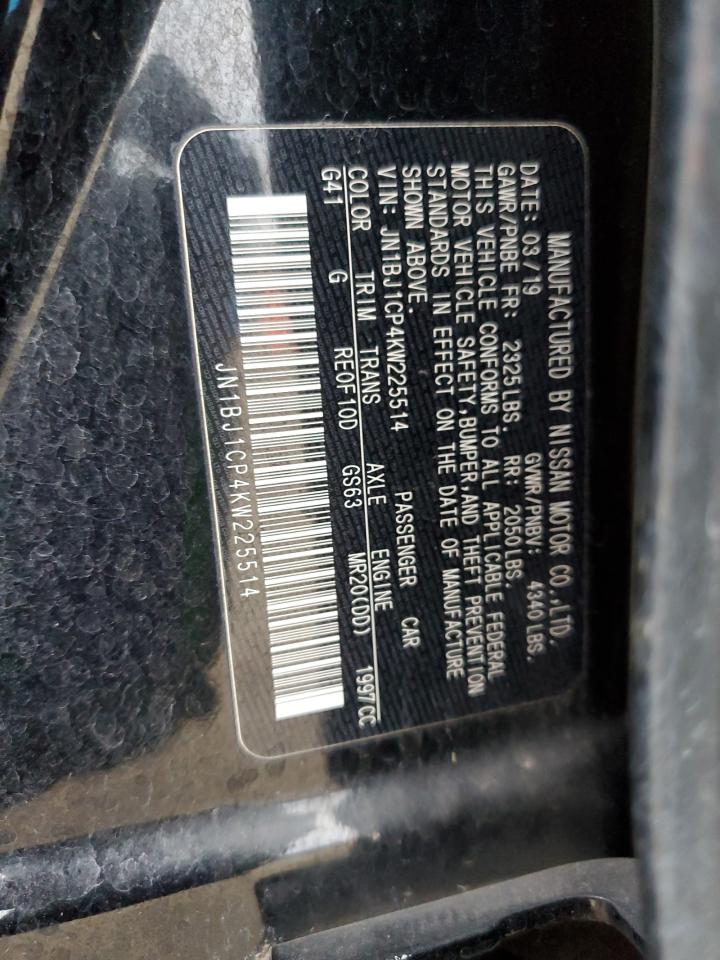 MANUFACTURED BY NISSAN MOTOR CO.,LTD.
DATE: 03/19 GVWR/PNBV: 4340LBS.
GAWR/PNBE FR: 2325LBS. RR: 2050LBS.
THIS VEHICLE CONFORMS TO ALL APPLICABLE FEDERAL
MOTOR VEHICLE SAFETY,BUMPER,AND THEFT PREVENTION
STANDARDS IN EFFECT ON THE DATE OF MANUFACTURE
SHOWN ABOVE.
VIN: JN1BJ1CP4KW225514 PASSENGER CAR
COLOR TRIM TRANS AXLE ENGINE
G41 G RE0F10D GS63 MR20(DD) 1997CC
JN1BJ1CP4KW225514